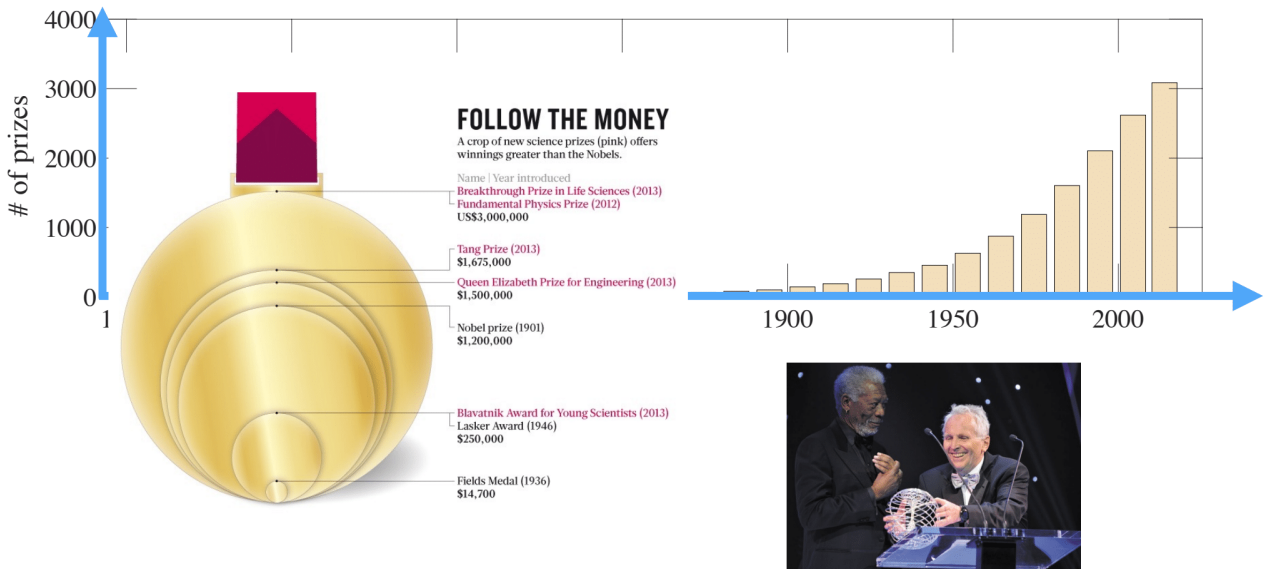 4000
3000
2000
1000
0
# of prizes
1
FOLLOW THE MONEY
A crop of new science prizes (pink) offers
winnings greater than the Nobels.
Name | Year introduced
Breakthrough Prize in Life Sciences (2013)
Fundamental Physics Prize (2012)
US$3,000,000
Tang Prize (2013)
$1,675,000
Queen Elizabeth Prize for Engineering (2013)
$1,500,000
Nobel prize (1901)
$1,200,000
Blavatnik Award for Young Scientists (2013)
Lasker Award (1946)
$250,000
Fields Medal (1936)
$14,700
1900
1950
2000